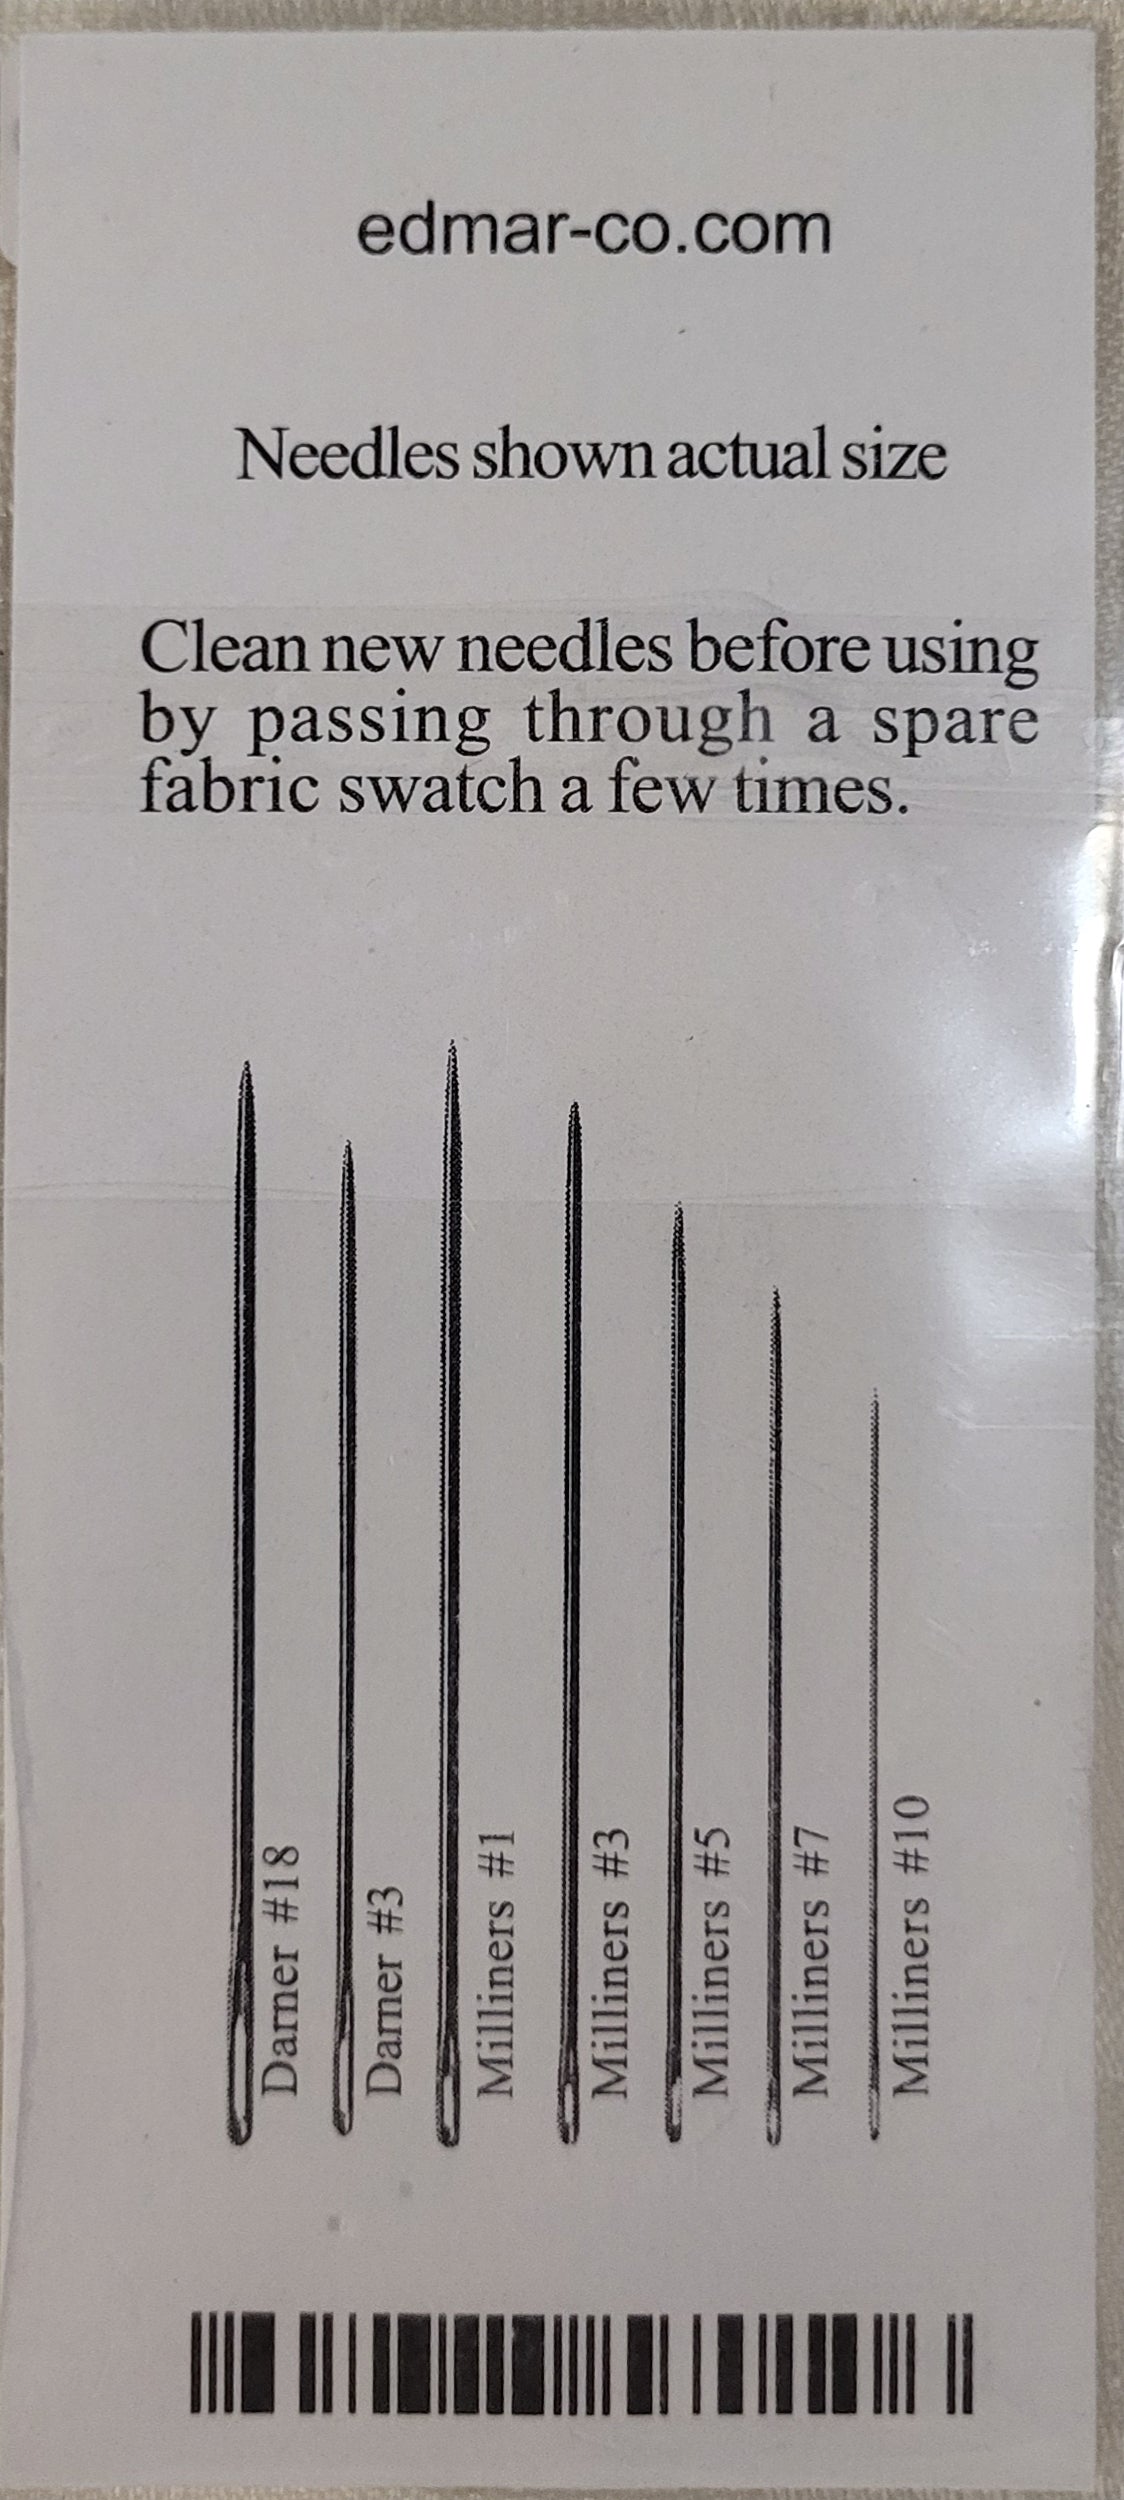 edmar-co.com
Needles shown actual size
Clean new needles before using
by passing through a spare
fabric swatch a few times.
Darner #18
Darner #3
Milliners #1
Milliners #3
Milliners #5
Milliners #7
Milliners #10